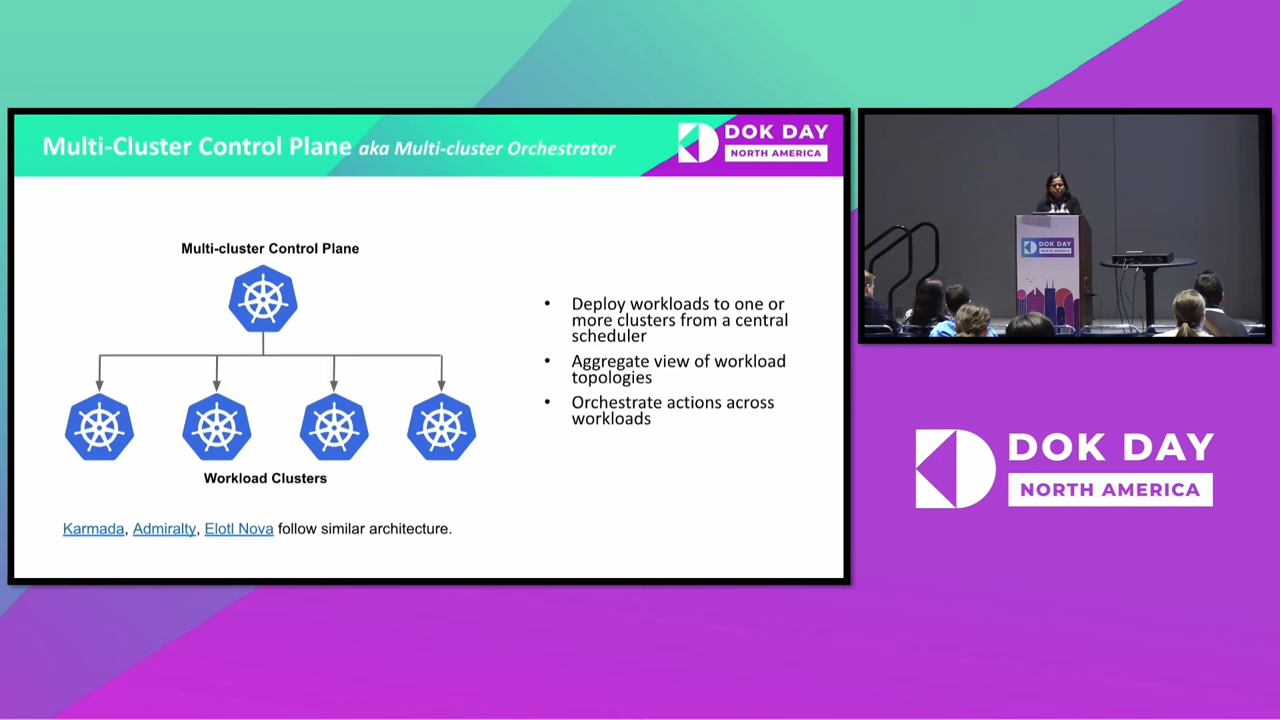 Multi-Cluster Control Plane aka Multi-cluster Orchestrator
DOK DAY
NORTH AMERICA
Multi-cluster Control Plane
Workload Clusters
Karmada, Admiralty, Elotl Nova follow similar architecture.
• Deploy workloads to one or
more clusters from a central
scheduler
• Aggregate view of workload
topologies
• Orchestrate actions across
workloads
DOK DAY
NORTH AMERICA
DOK DAY
NORTH AMERICA